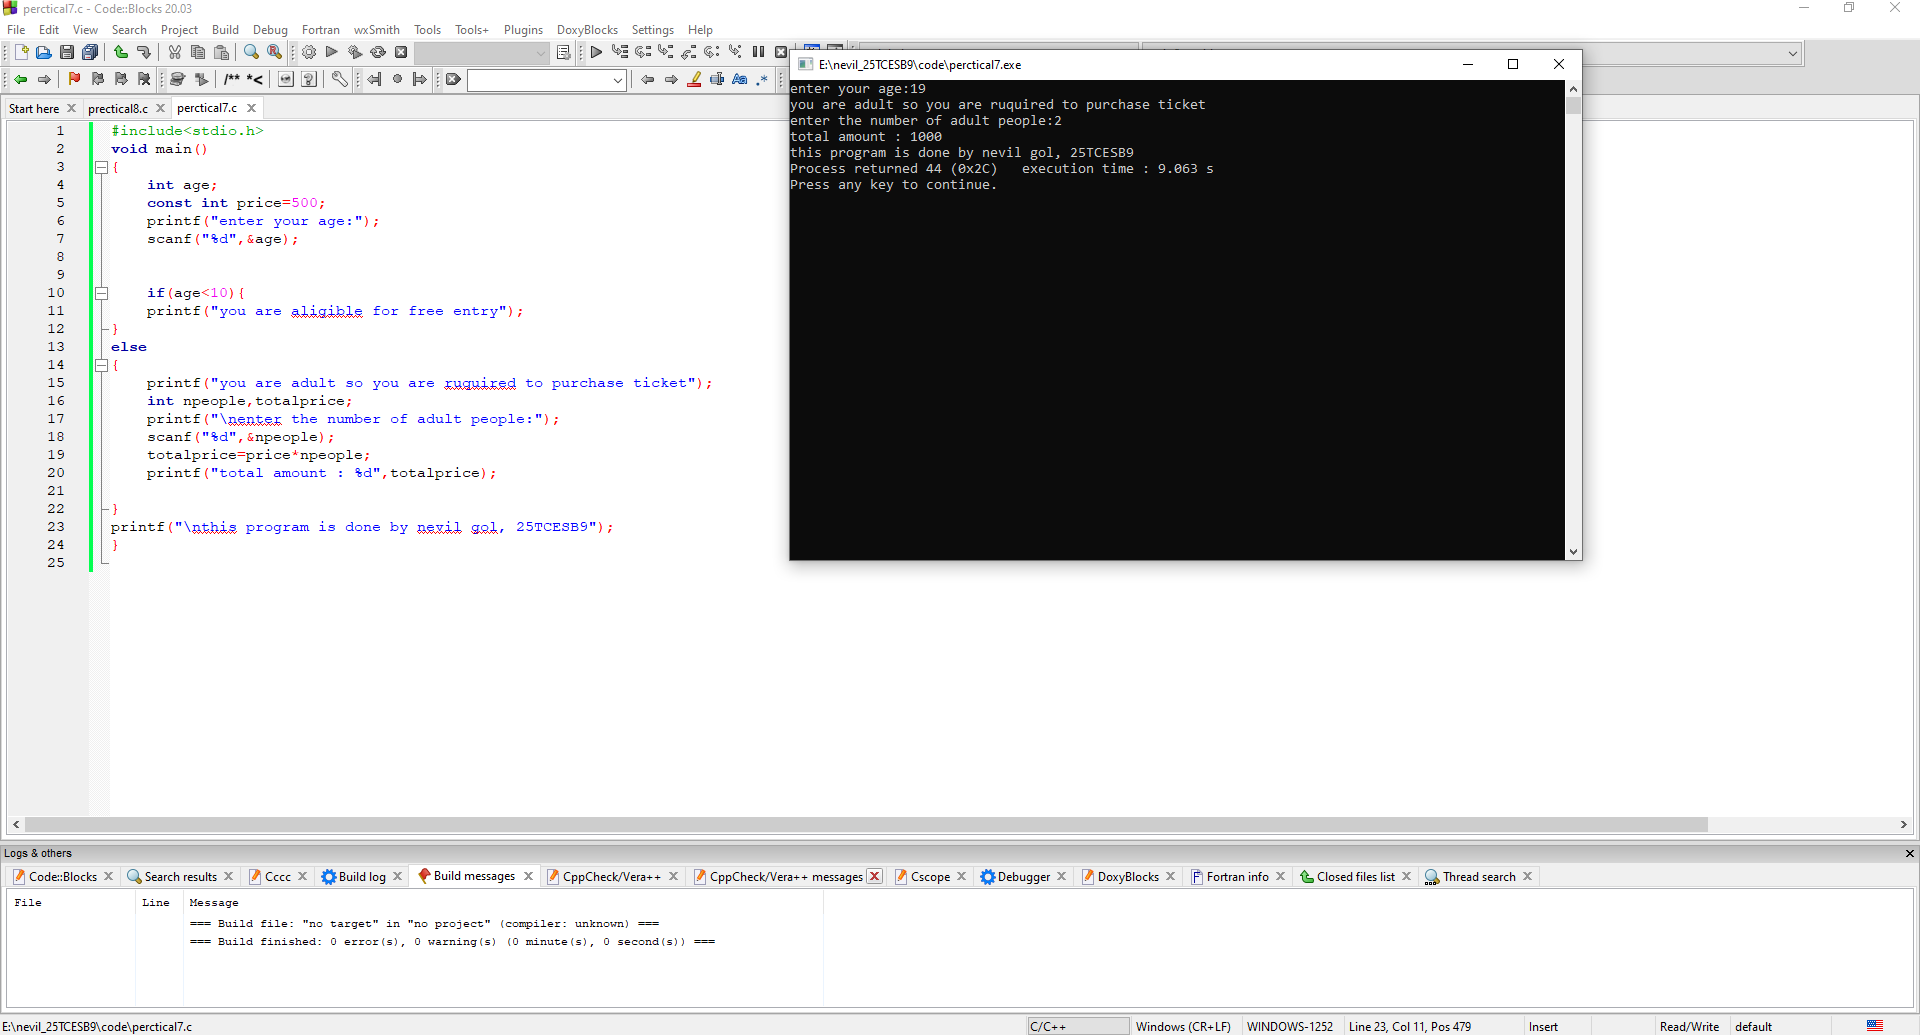 perctical7.c - Code::Blocks 20.03
File Edit View Search Project Build Debug Fortran wxSmith Tools Tools+ Plugins DoxyBlocks Settings Help
Start here prectical8.c perctical7.c
1 #include<stdio.h>
2 void main()
3 {
4 int age;
5 const int price=500;
6 printf("enter your age:");
7 scanf("%d",&age);
8
9
10 if(age<10){
11 printf("you are aligible for free entry");
12 }
13 else
14 {
15 printf("you are adult so you are ruquired to purchase ticket");
16 int npeople,totalprice;
17 printf("\nenter the number of adult people:");
18 scanf("%d",&npeople);
19 totalprice=price*npeople;
20 printf("total amount : %d",totalprice);
21
22 }
23 printf("\nthis program is done by nevil gol, 25TCESB9");
24 }
25
E:\nevil_25TCESB9\code\perctical7.exe
enter your age:19
you are adult so you are ruquired to purchase ticket
enter the number of adult people:2
total amount : 1000
this program is done by nevil gol, 25TCESB9
Process returned 44 (0x2C) execution time : 9.063 s
Press any key to continue.
Logs & others
Code::Blocks Search results Cccc Build log Build messages CppCheck/Vera++ CppCheck/Vera++ messages Cscope Debugger DoxyBlocks Fortran info Closed files list Thread search
File Line Message
=== Build file: "no target" in "no project" (compiler: unknown) ===
=== Build finished: 0 error(s), 0 warning(s) (0 minute(s), 0 second(s)) ===
E:\nevil_25TCESB9\code\perctical7.c C/C++ Windows (CR+LF) WINDOWS-1252 Line 23, Col 11, Pos 479 Insert Read/Write default